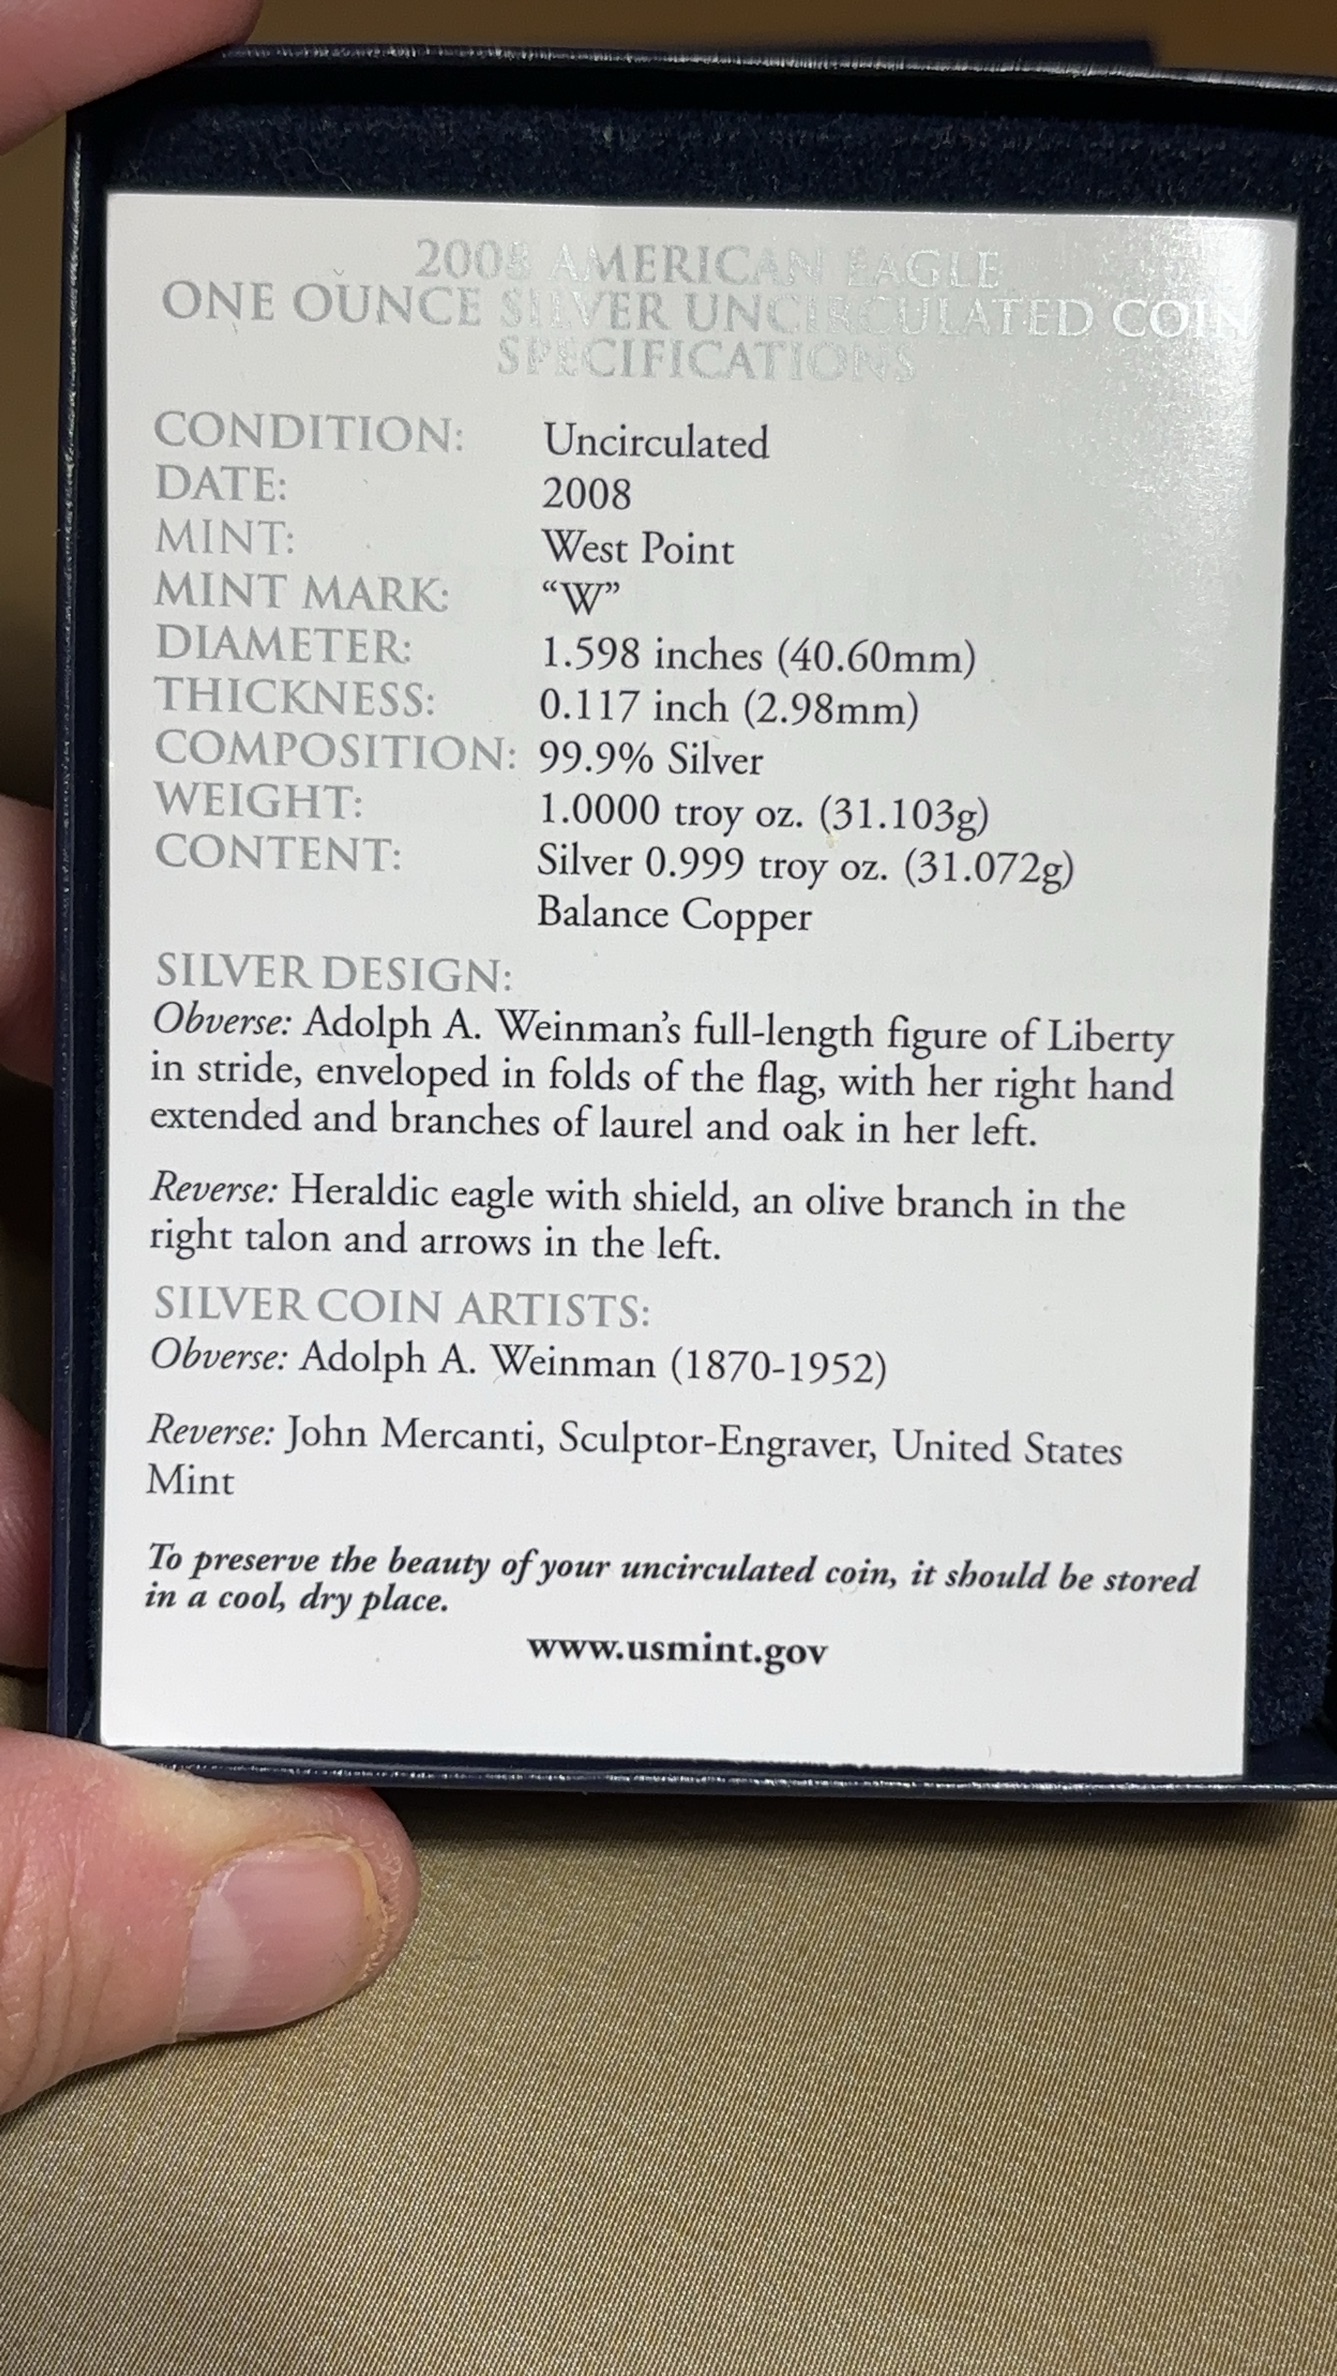 2008 AMERICAN EAGLE
ONE OUNCE SILVER UNCIRCULATED COIN
SPECIFICATIONS
CONDITION: Uncirculated
DATE: 2008
MINT: West Point
MINT MARK: “W”
DIAMETER: 1.598 inches (40.60mm)
THICKNESS: 0.117 inch (2.98mm)
COMPOSITION: 99.9% Silver
WEIGHT: 1.0000 troy oz. (31.103g)
CONTENT: Silver 0.999 troy oz. (31.072g)
Balance Copper
SILVER DESIGN:
Obverse: Adolph A. Weinman’s full-length figure of Liberty
in stride, enveloped in folds of the flag, with her right hand
extended and branches of laurel and oak in her left.
Reverse: Heraldic eagle with shield, an olive branch in the
right talon and arrows in the left.
SILVER COIN ARTISTS:
Obverse: Adolph A. Weinman (1870-1952)
Reverse: John Mercanti, Sculptor-Engraver, United States
Mint
To preserve the beauty of your uncirculated coin, it should be stored
in a cool, dry place.
www.usmint.gov